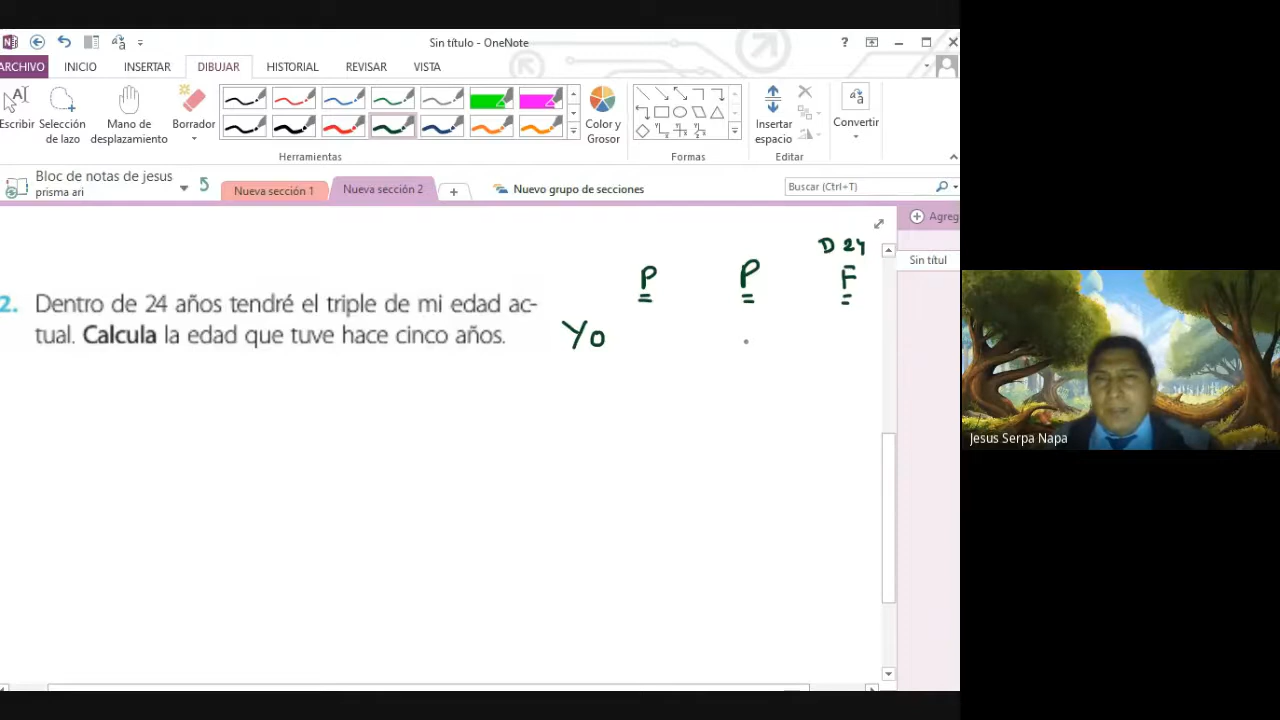 Sin título - OneNote
ARCHIVO INICIO INSERTAR DIBUJAR HISTORIAL REVISAR VISTA
Escribir
Selección de lazo
Mano de desplazamiento
Borrador
Color y Grosor
Insertar espacio
Convertir
Herramientas Formas Editar
Bloc de notas de jesus
prisma ari
Nueva sección 1 Nueva sección 2 Nuevo grupo de secciones
Buscar (Ctrl+T)
Agreg
Sin títul
D 24
P P F
2. Dentro de 24 años tendré el triple de mi edad ac-
tual. Calcula la edad que tuve hace cinco años.
Yo
Jesus Serpa Napa